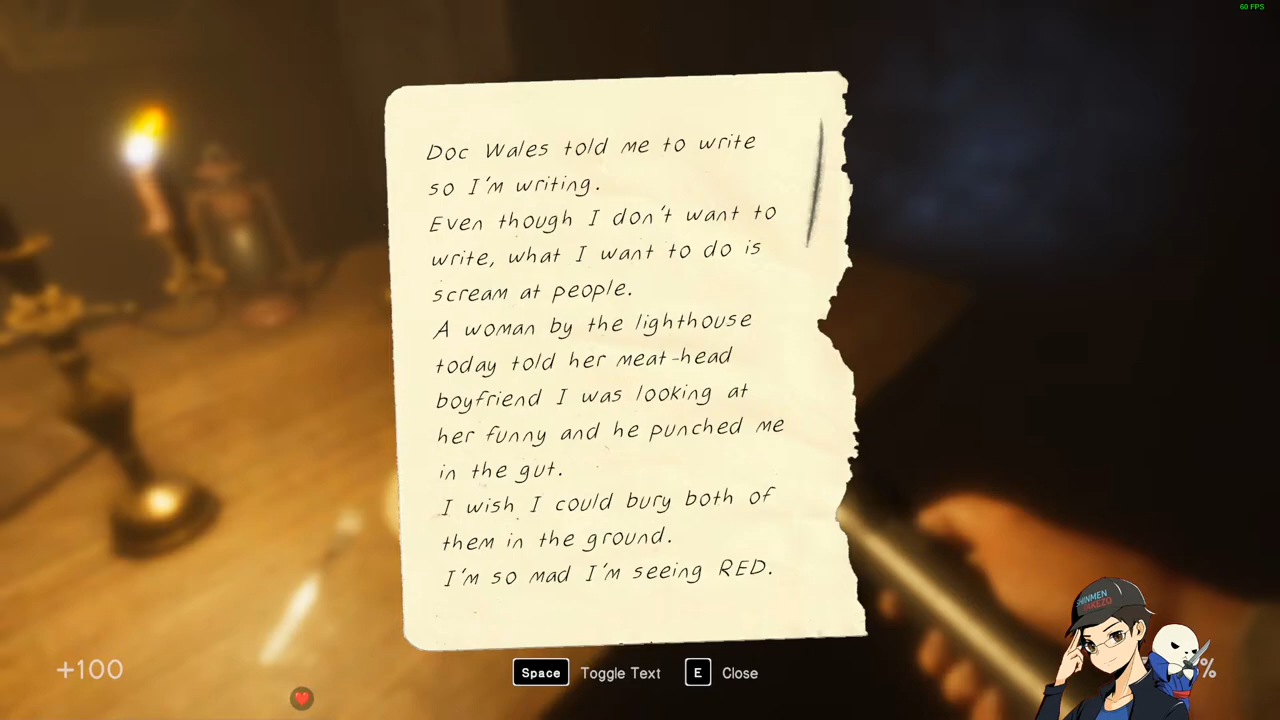 60 FPS
Doc Wales told me to write
so I'm writing.
Even though I don't want to
write, what I want to do is
scream at people.
A woman by the lighthouse
today told her meat-head
boyfriend I was looking at
her funny and he punched me
in the gut.
I wish I could bury both of
them in the ground.
I'm so mad I'm seeing RED.
+100
Space Toggle Text E Close
SHINMEN
TAKEZO
%